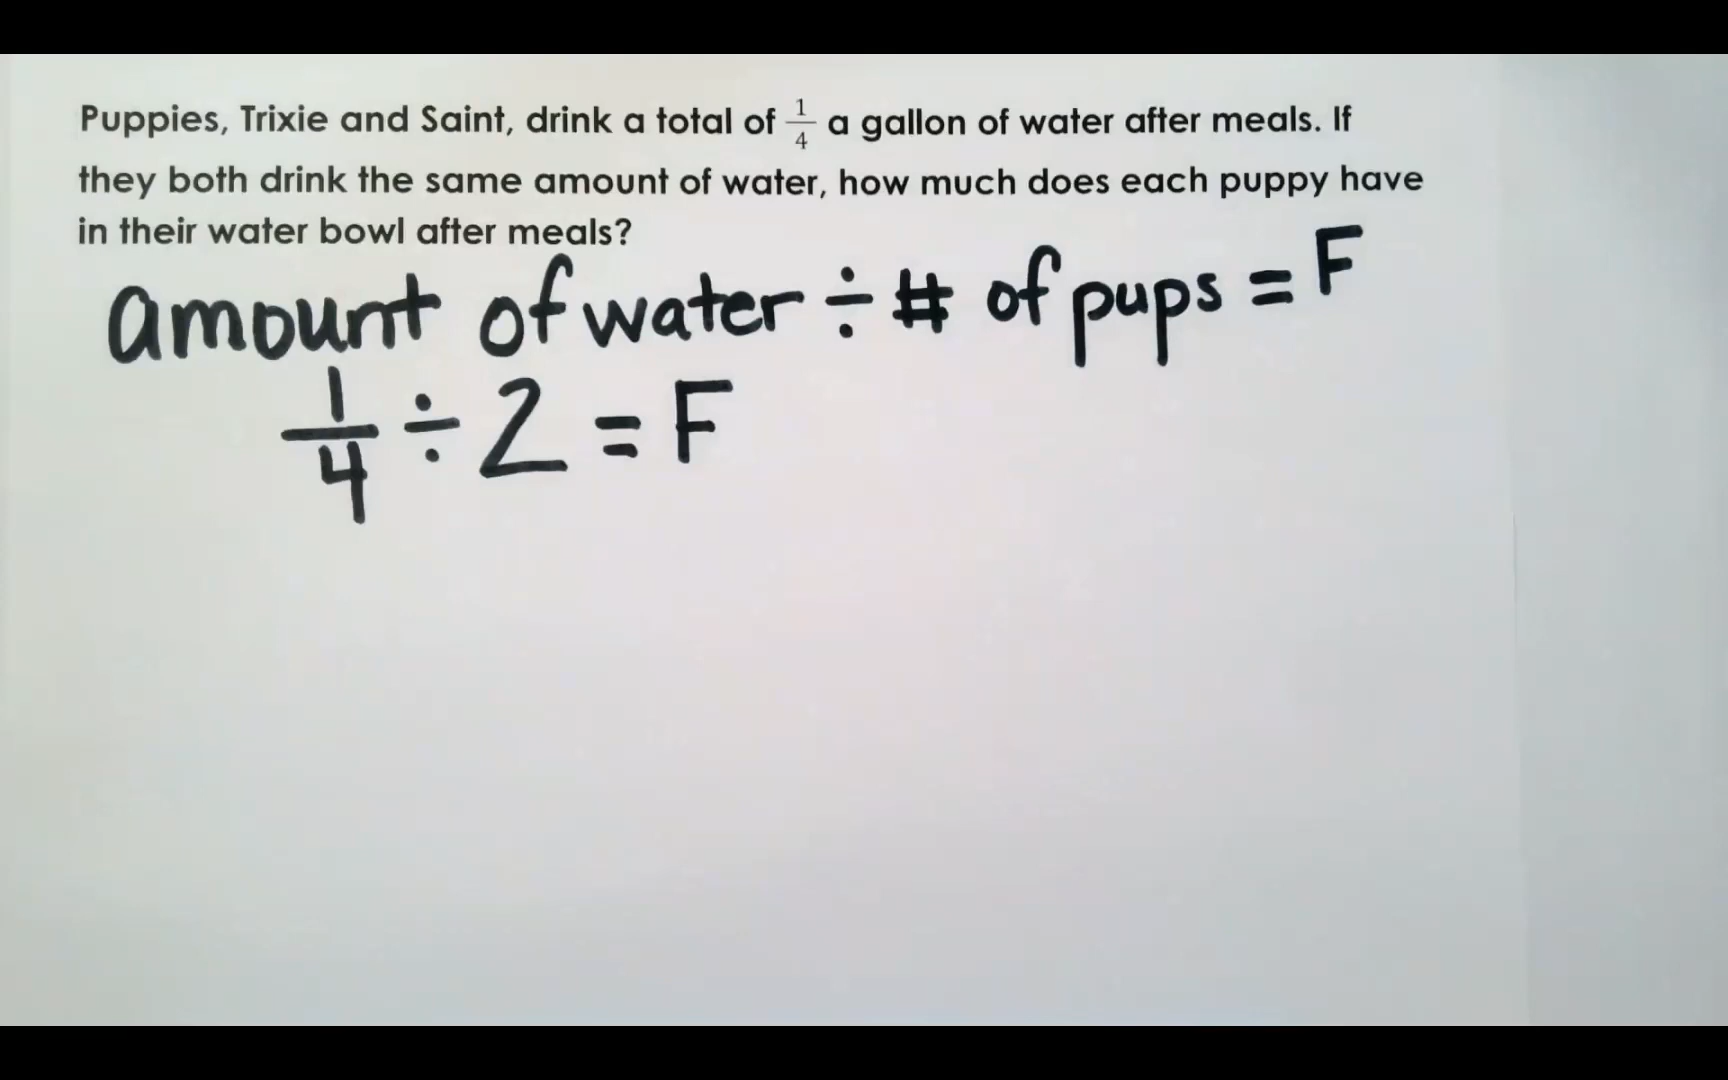 Puppies, Trixie and Saint, drink a total of 1/4 a gallon of water after meals. If
they both drink the same amount of water, how much does each puppy have
in their water bowl after meals?
amount of water ÷ # of pups = F
1/4 ÷ 2 = F